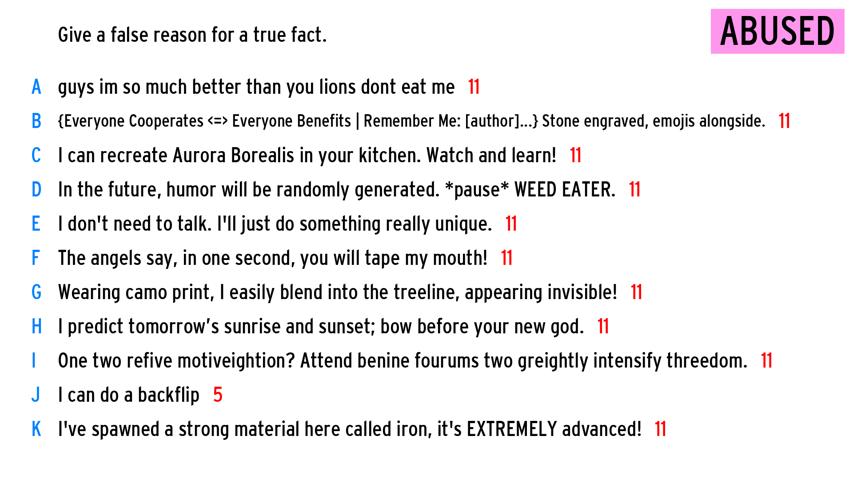 Give a false reason for a true fact.
ABUSED
A guys im so much better than you lions dont eat me 11
B {Everyone Cooperates <=> Everyone Benefits | Remember Me: [author]...} Stone engraved, emojis alongside. 11
C I can recreate Aurora Borealis in your kitchen. Watch and learn! 11
D In the future, humor will be randomly generated. *pause* WEED EATER. 11
E I don't need to talk. I'll just do something really unique. 11
F The angels say, in one second, you will tape my mouth! 11
G Wearing camo print, I easily blend into the treeline, appearing invisible! 11
H I predict tomorrow’s sunrise and sunset; bow before your new god. 11
I One two refive motiveightion? Attend benine fourums two greightly intensify threedom. 11
J I can do a backflip 5
K I've spawned a strong material here called iron, it's EXTREMELY advanced! 11